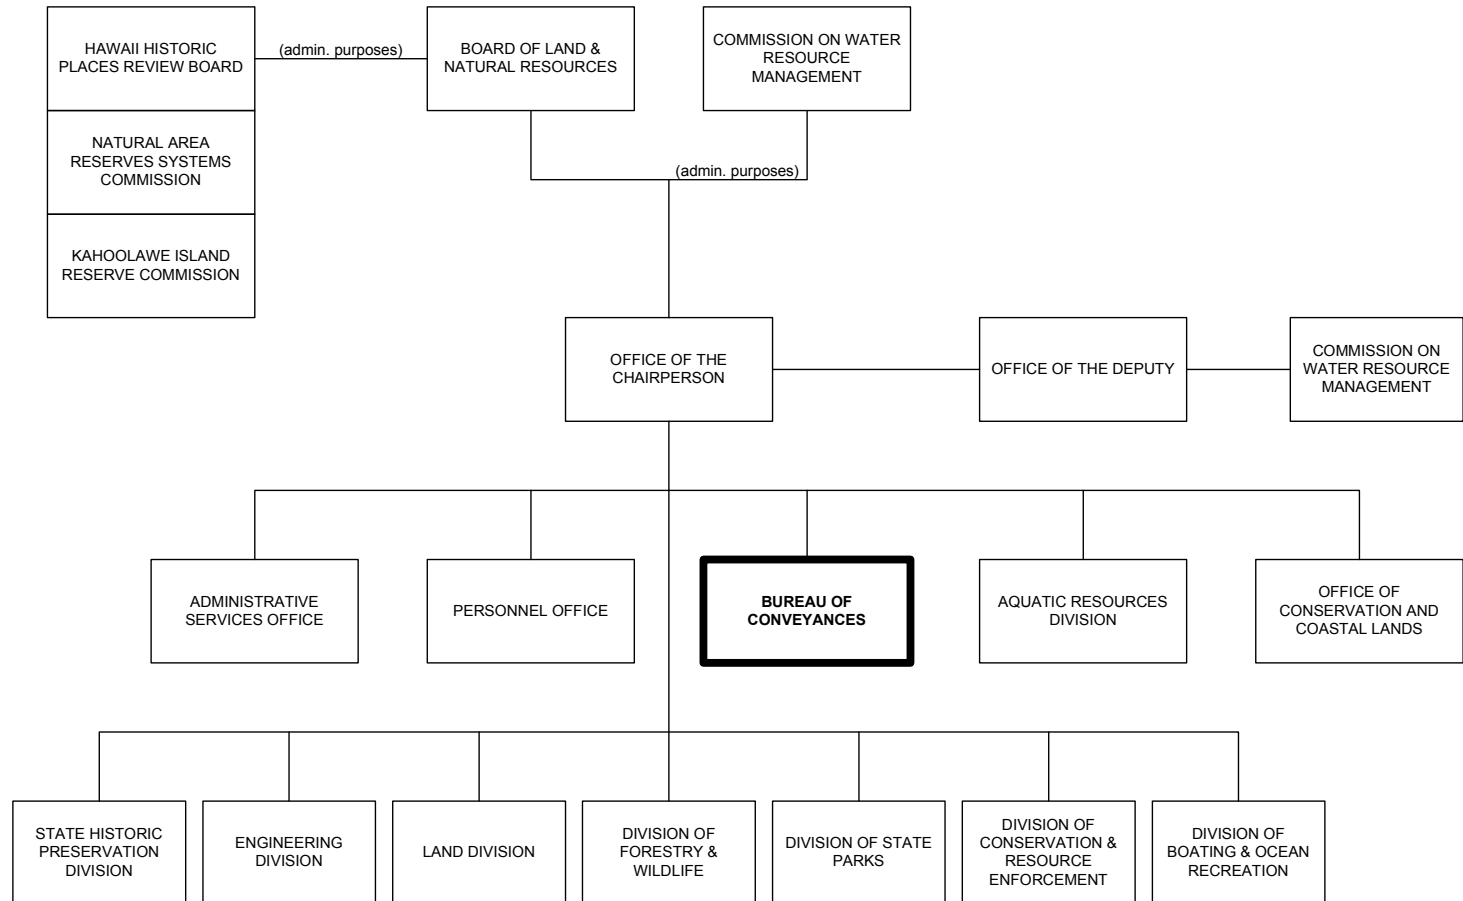 HAWAII HISTORIC
PLACES REVIEW BOARD
(admin. purposes)
BOARD OF LAND &
NATURAL RESOURCES
COMMISSION ON WATER
RESOURCE
MANAGEMENT
NATURAL AREA
RESERVES SYSTEMS
COMMISSION
(admin. purposes)
KAHOOLAWE ISLAND
RESERVE COMMISSION
OFFICE OF THE
CHAIRPERSON
OFFICE OF THE DEPUTY
COMMISSION ON
WATER RESOURCE
MANAGEMENT
ADMINISTRATIVE
SERVICES OFFICE
PERSONNEL OFFICE
BUREAU OF
CONVEYANCES
AQUATIC RESOURCES
DIVISION
OFFICE OF
CONSERVATION AND
COASTAL LANDS
STATE HISTORIC
PRESERVATION
DIVISION
ENGINEERING
DIVISION
LAND DIVISION
DIVISION OF
FORESTRY &
WILDLIFE
DIVISION OF STATE
PARKS
DIVISION OF
CONSERVATION &
RESOURCE
ENFORCEMENT
DIVISION OF
BOATING & OCEAN
RECREATION